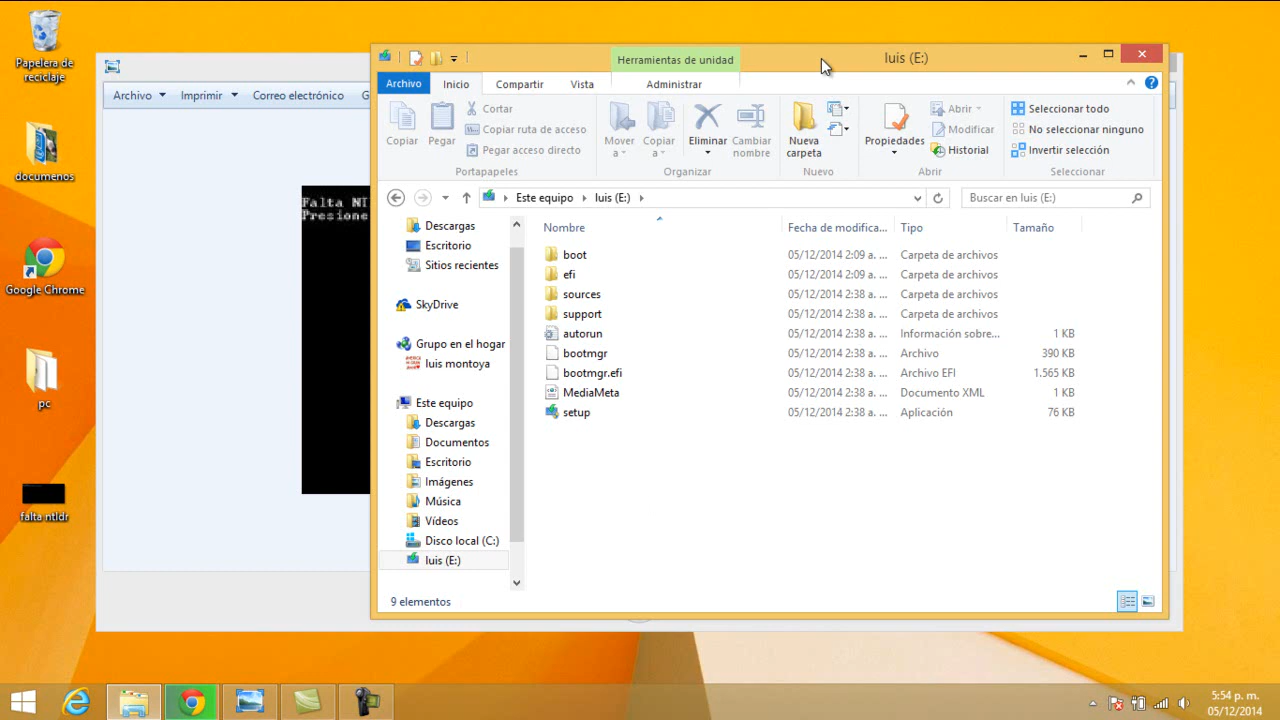 Papelera de
reciclaje
documenos
Google Chrome
pc
falta ntldr
Archivo
Imprimir
Correo electrónico
G
Falta NT
Presione
Herramientas de unidad
luis (E:)
Archivo
Inicio
Compartir
Vista
Administrar
Copiar
Pegar
Cortar
Copiar ruta de acceso
Pegar acceso directo
Portapapeles
Mover
a
Copiar
a
Eliminar
Cambiar
nombre
Organizar
Nueva
carpeta
Nuevo
Propiedades
Abrir
Modificar
Historial
Abrir
Seleccionar todo
No seleccionar ninguno
Invertir selección
Seleccionar
Este equipo
luis (E:)
Buscar en luis (E:)
Descargas
Escritorio
Sitios recientes
SkyDrive
Grupo en el hogar
luis montoya
Este equipo
Descargas
Documentos
Escritorio
Imágenes
Música
Vídeos
Disco local (C:)
luis (E:)
Nombre Fecha de modifica... Tipo Tamaño
boot 05/12/2014 2:09 a. ... Carpeta de archivos
efi 05/12/2014 2:09 a. ... Carpeta de archivos
sources 05/12/2014 2:38 a. ... Carpeta de archivos
support 05/12/2014 2:38 a. ... Carpeta de archivos
autorun 05/12/2014 2:38 a. ... Información sobre... 1 KB
bootmgr 05/12/2014 2:38 a. ... Archivo 390 KB
bootmgr.efi 05/12/2014 2:38 a. ... Archivo EFI 1.565 KB
MediaMeta 05/12/2014 2:38 a. ... Documento XML 1 KB
setup 05/12/2014 2:38 a. ... Aplicación 76 KB
9 elementos
5:54 p. m.
05/12/2014